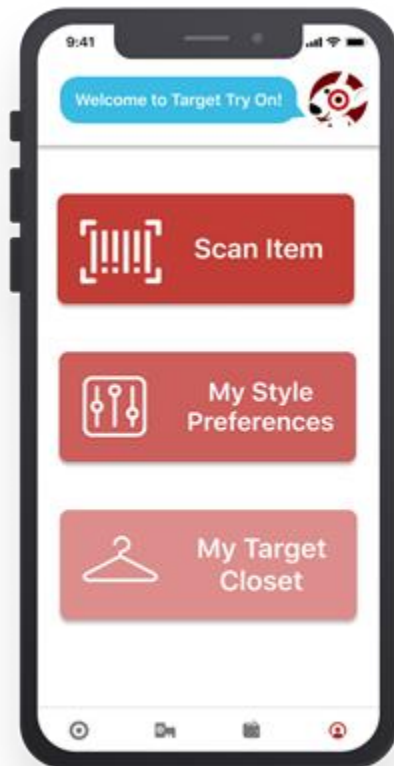 9:41
Welcome to Target Try On!
Scan Item
My Style
Preferences
My Target
Closet